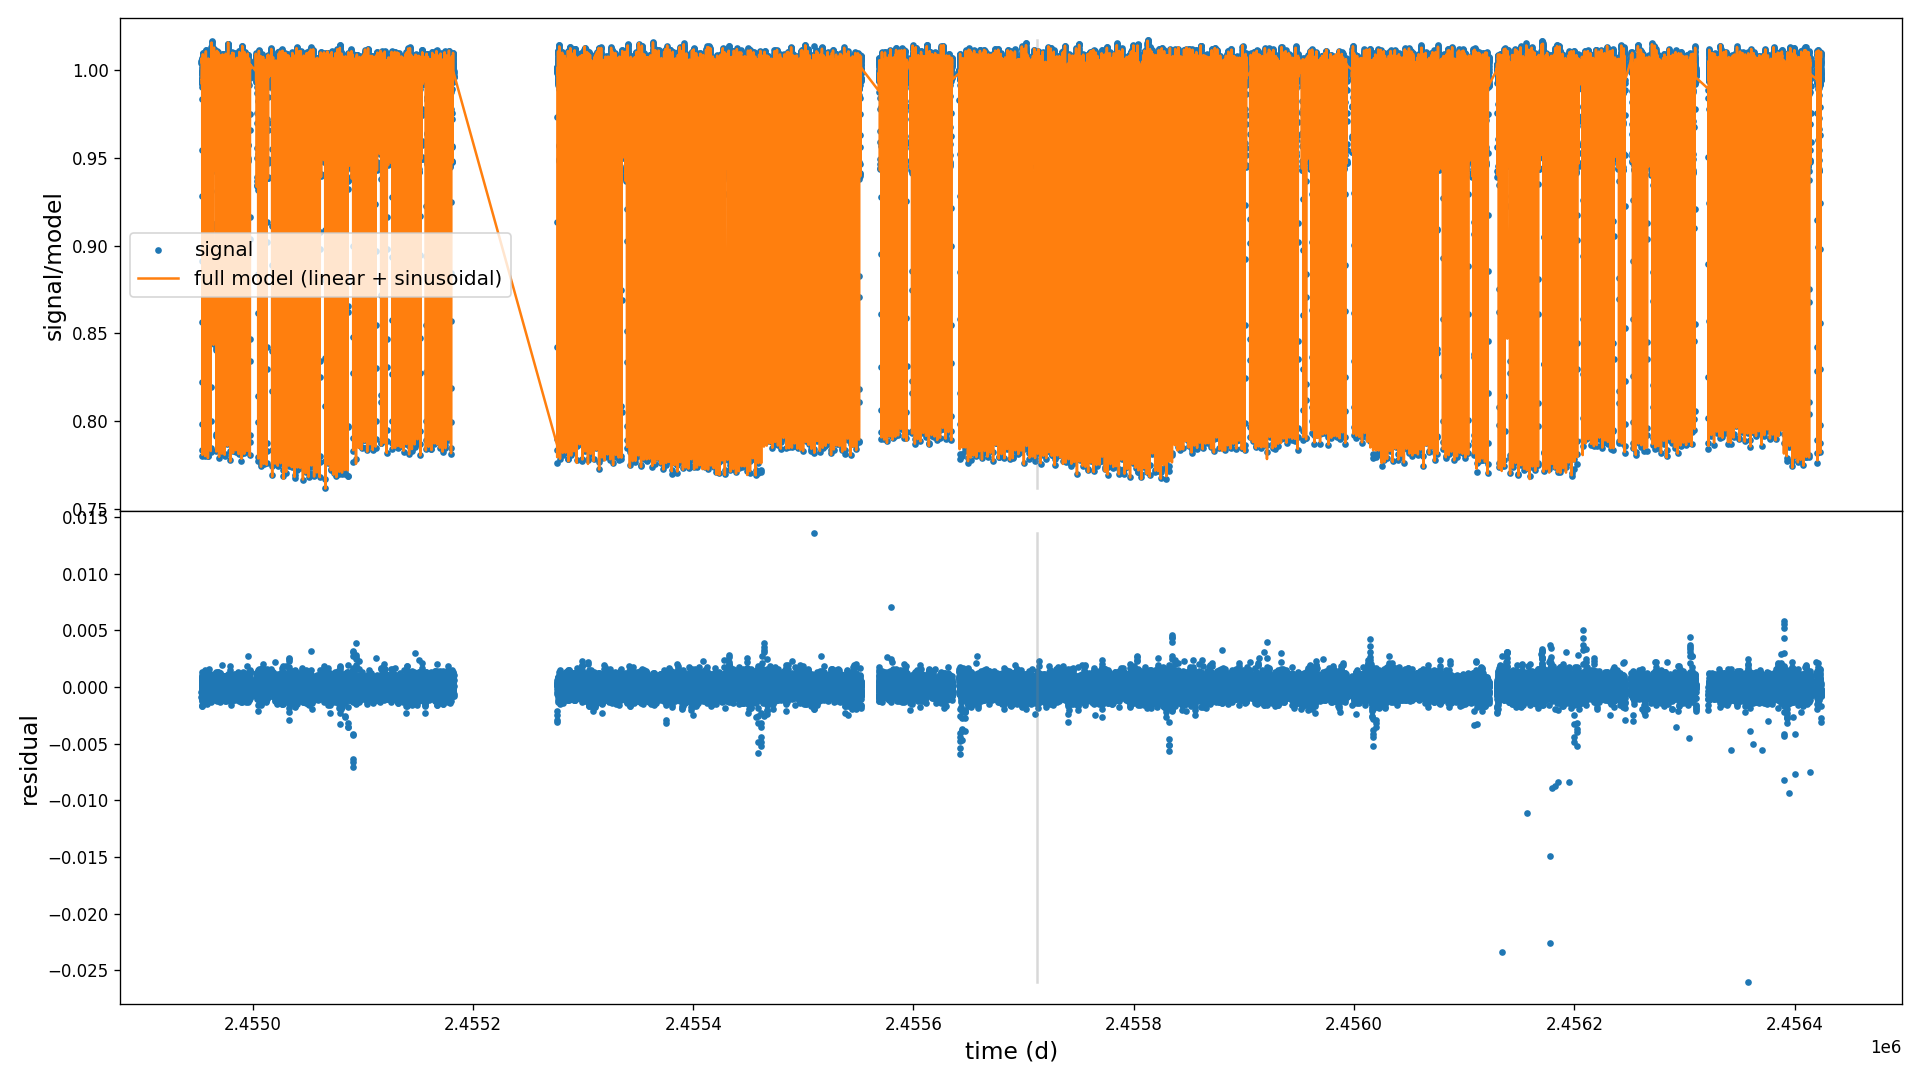 1.00
0.95
0.90
0.85
0.80
0.75
signal/model
signal
full model (linear + sinusoidal)
0.015
0.010
0.005
0.000
−0.005
−0.010
−0.015
−0.020
−0.025
residual
2.4550 2.4552 2.4554 2.4556 2.4558 2.4560 2.4562 2.4564
1e6
time (d)